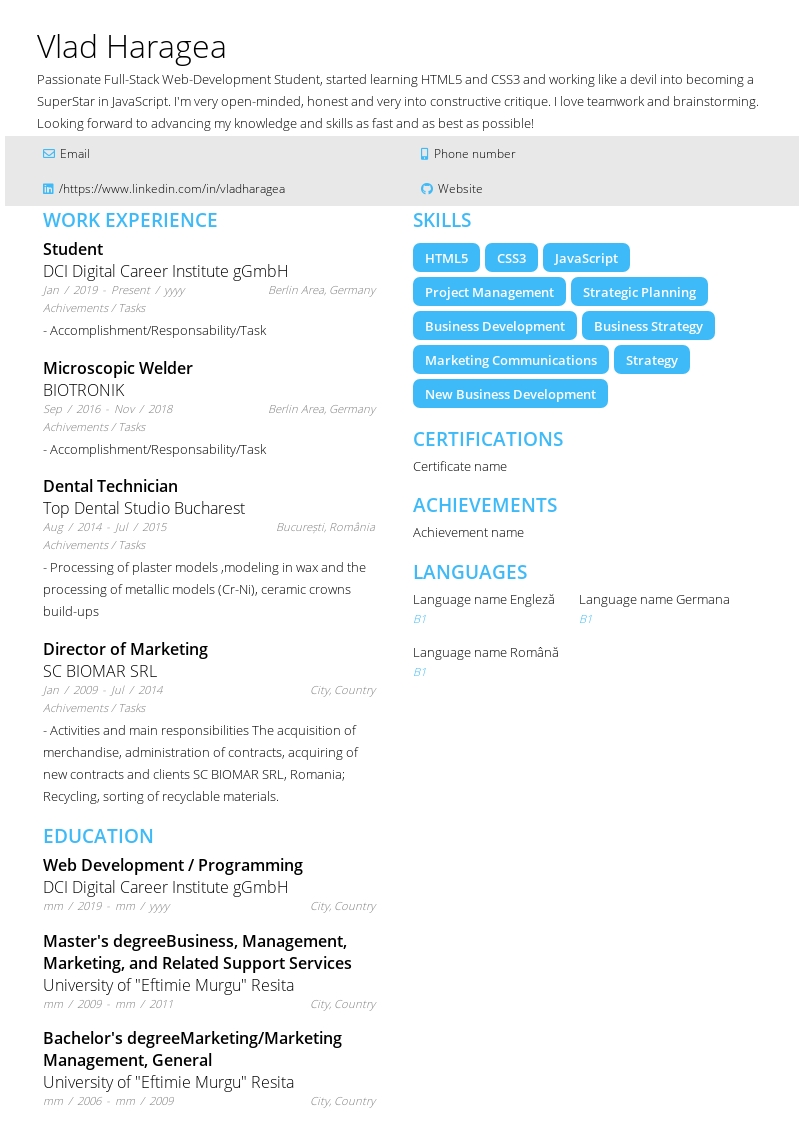 Vlad Haragea
Passionate Full-Stack Web-Development Student, started learning HTML5 and CSS3 and working like a devil into becoming a
SuperStar in JavaScript. I'm very open-minded, honest and very into constructive critique. I love teamwork and brainstorming.
Looking forward to advancing my knowledge and skills as fast and as best as possible!
Email
Phone number
/https://www.linkedin.com/in/vladharagea
Website
WORK EXPERIENCE
Student
DCI Digital Career Institute gGmbH
Jan / 2019 - Present / yyyy Berlin Area, Germany
Achivements / Tasks
- Accomplishment/Responsability/Task
Microscopic Welder
BIOTRONIK
Sep / 2016 - Nov / 2018 Berlin Area, Germany
Achivements / Tasks
- Accomplishment/Responsability/Task
Dental Technician
Top Dental Studio Bucharest
Aug / 2014 - Jul / 2015 București, România
Achivements / Tasks
- Processing of plaster models ,modeling in wax and the
processing of metallic models (Cr-Ni), ceramic crowns
build-ups
Director of Marketing
SC BIOMAR SRL
Jan / 2009 - Jul / 2014 City, Country
Achivements / Tasks
- Activities and main responsibilities The acquisition of
merchandise, administration of contracts, acquiring of
new contracts and clients SC BIOMAR SRL, Romania;
Recycling, sorting of recyclable materials.
EDUCATION
Web Development / Programming
DCI Digital Career Institute gGmbH
mm / 2019 - mm / yyyy City, Country
Master's degreeBusiness, Management,
Marketing, and Related Support Services
University of "Eftimie Murgu" Resita
mm / 2009 - mm / 2011 City, Country
Bachelor's degreeMarketing/Marketing
Management, General
University of "Eftimie Murgu" Resita
mm / 2006 - mm / 2009 City, Country
SKILLS
HTML5 CSS3 JavaScript
Project Management Strategic Planning
Business Development Business Strategy
Marketing Communications Strategy
New Business Development
CERTIFICATIONS
Certificate name
ACHIEVEMENTS
Achievement name
LANGUAGES
Language name Engleză Language name Germana
B1 B1
Language name Română
B1